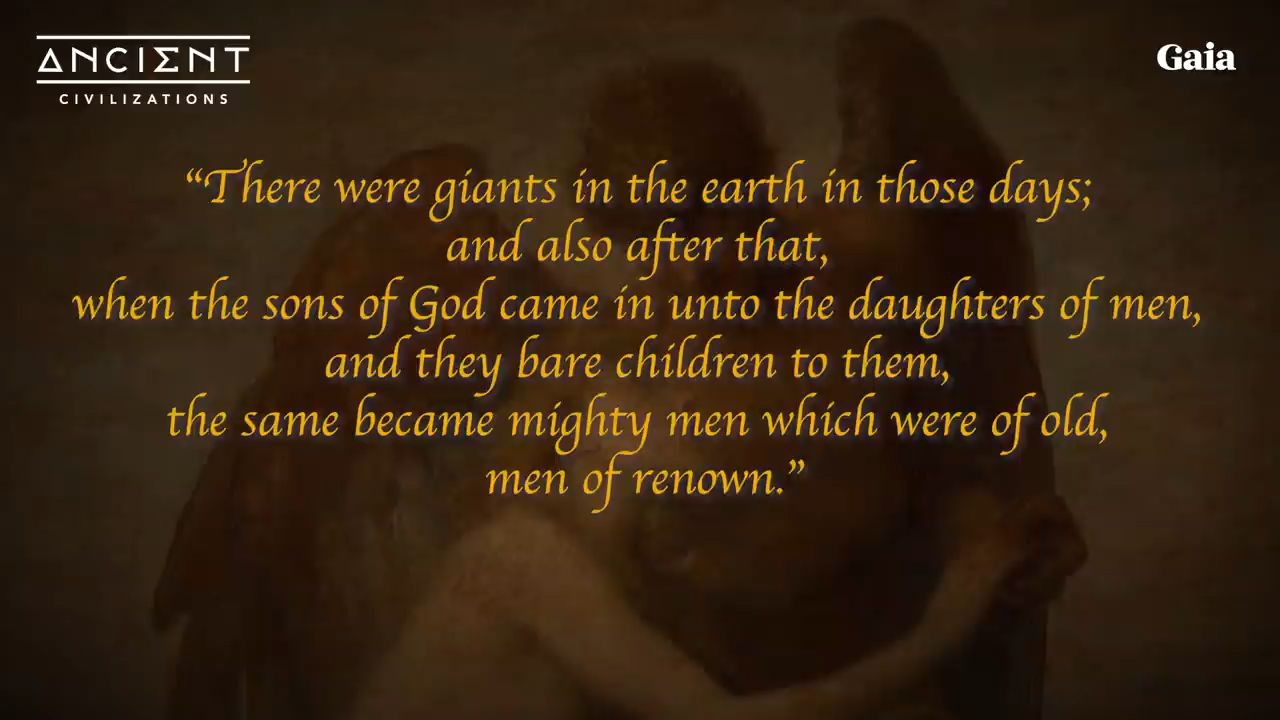 ANCIENT
CIVILIZATIONS
Gaia
“There were giants in the earth in those days;
and also after that,
when the sons of God came in unto the daughters of men,
and they bare children to them,
the same became mighty men which were of old,
men of renown.”